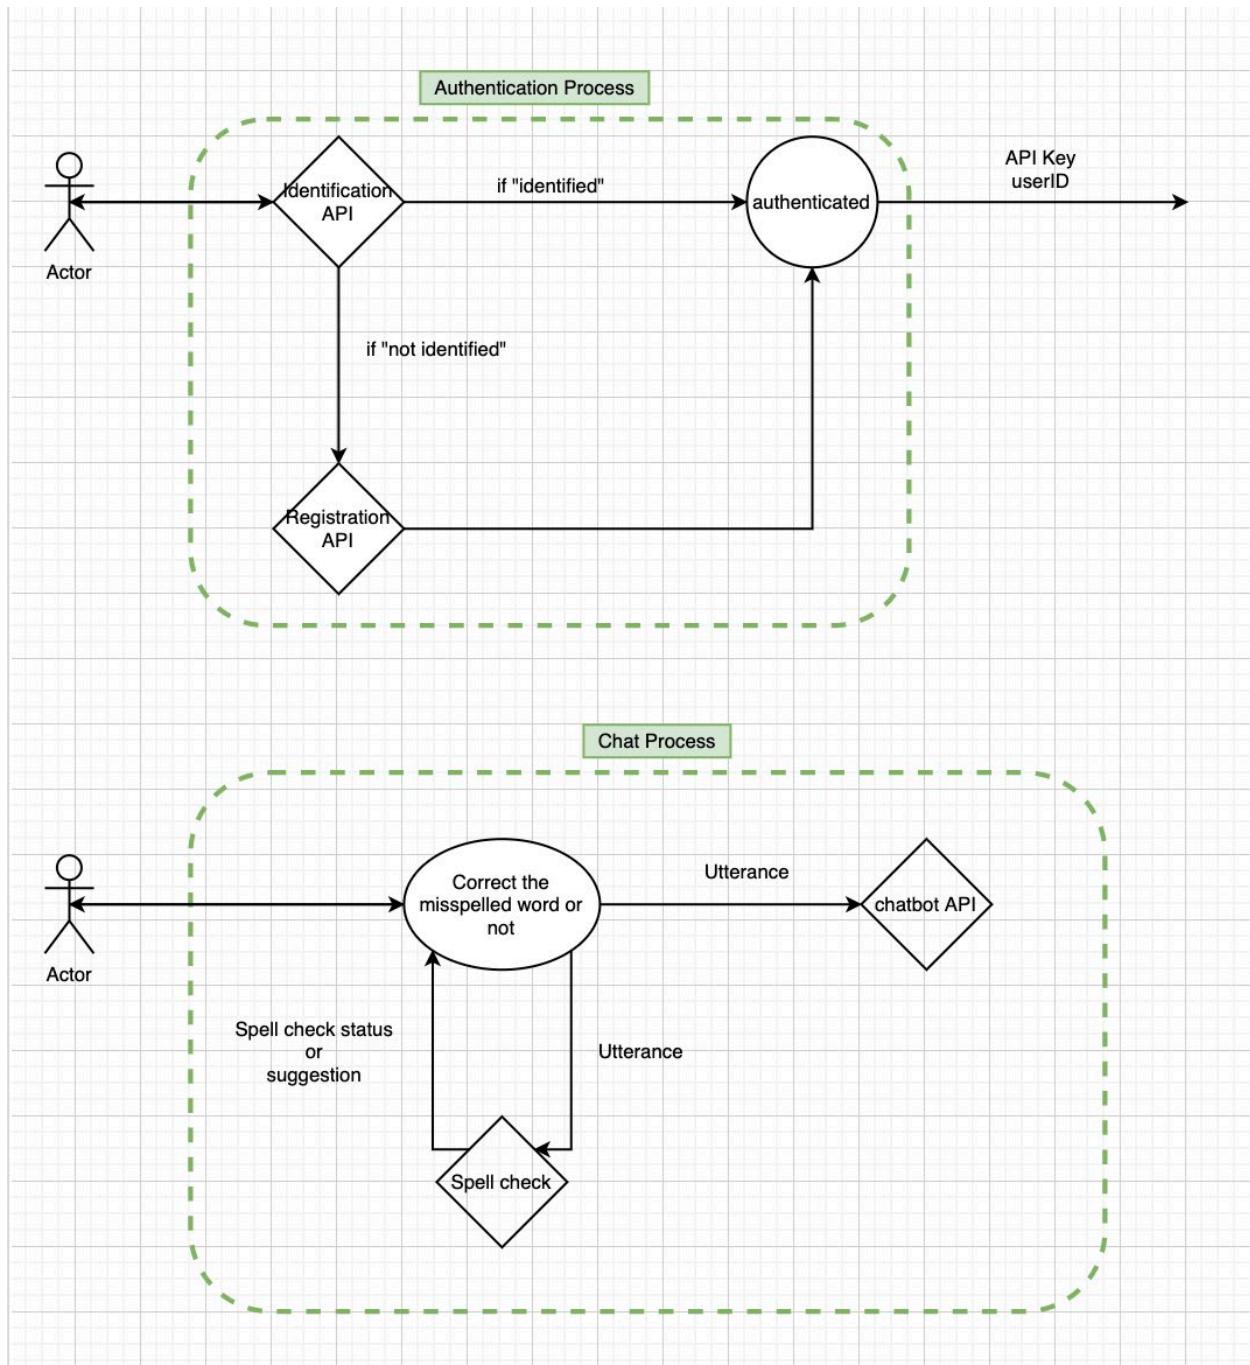 Authentication Process
API Key
userID
Identification
API
if "identified"
authenticated
Actor
if "not identified"
Registration
API
Chat Process
Correct the
misspelled word or
not
Utterance
chatbot API
Actor
Spell check status
or
suggestion
Utterance
Spell check